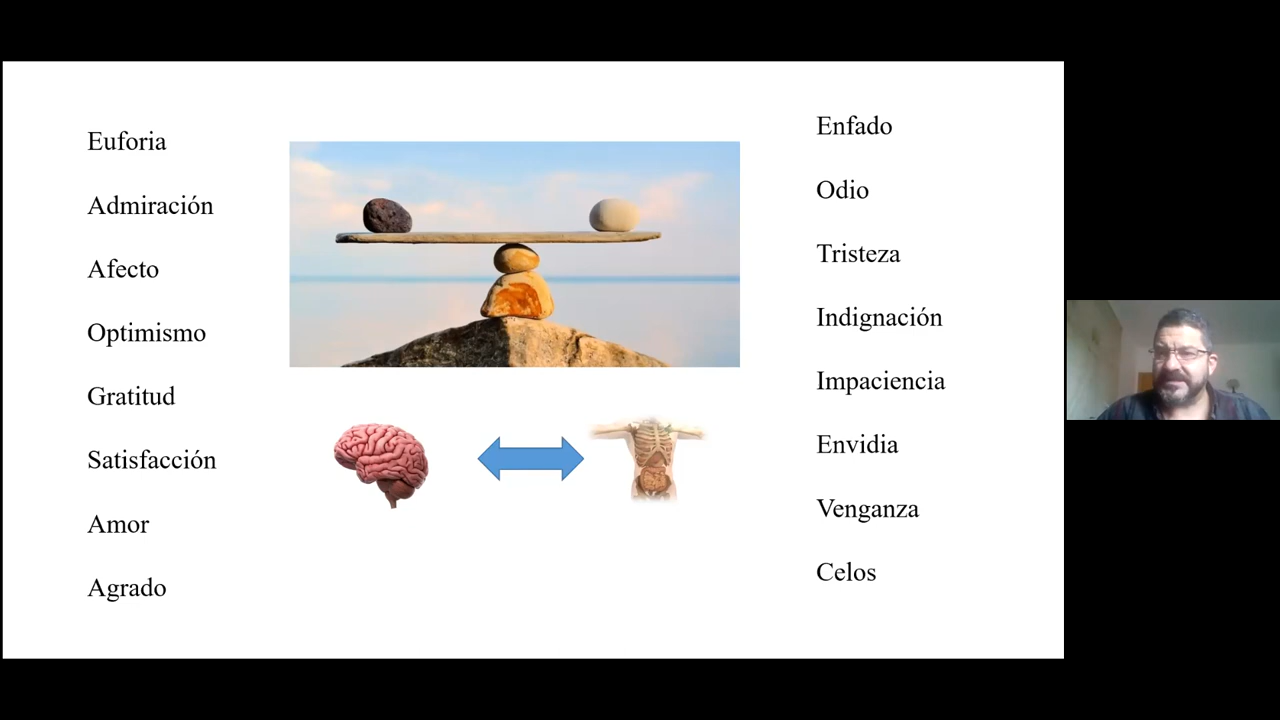 Euforia
Admiración
Afecto
Optimismo
Gratitud
Satisfacción
Amor
Agrado
Enfado
Odio
Tristeza
Indignación
Impaciencia
Envidia
Venganza
Celos